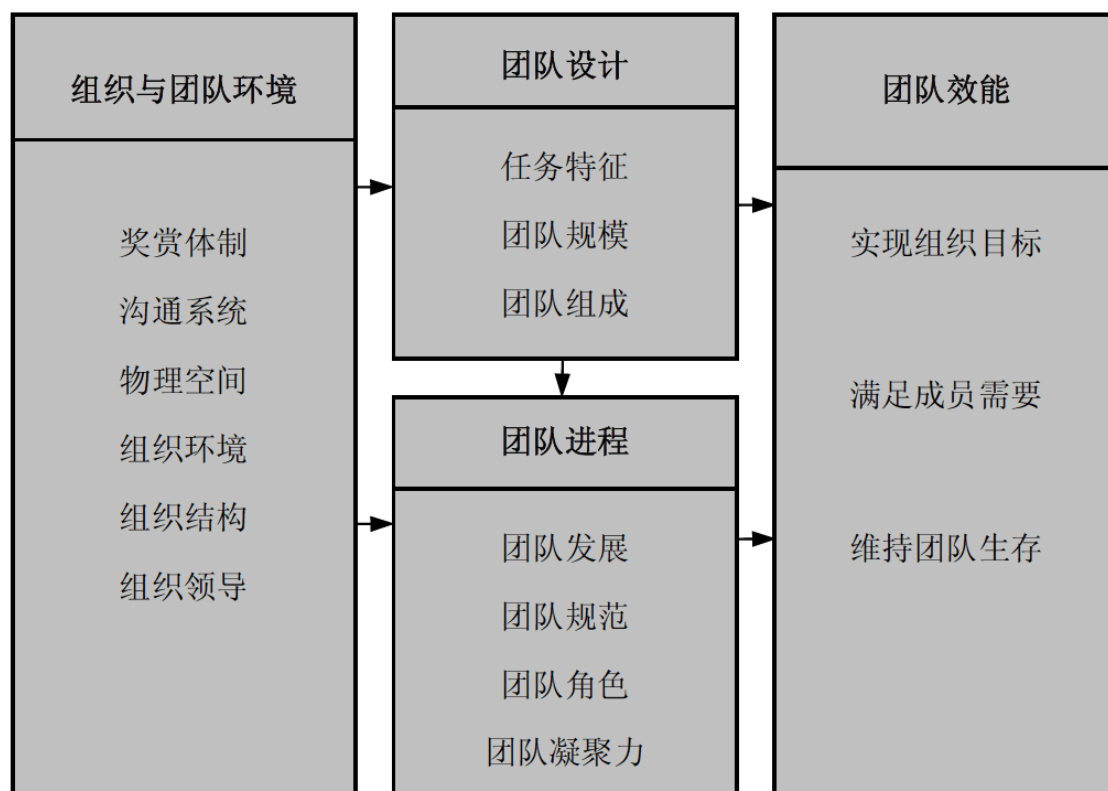 组织与团队环境
奖赏体制
沟通系统
物理空间
组织环境
组织结构
组织领导
团队设计
任务特征
团队规模
团队组成
团队进程
团队发展
团队规范
团队角色
团队凝聚力
团队效能
实现组织目标
满足成员需要
维持团队生存